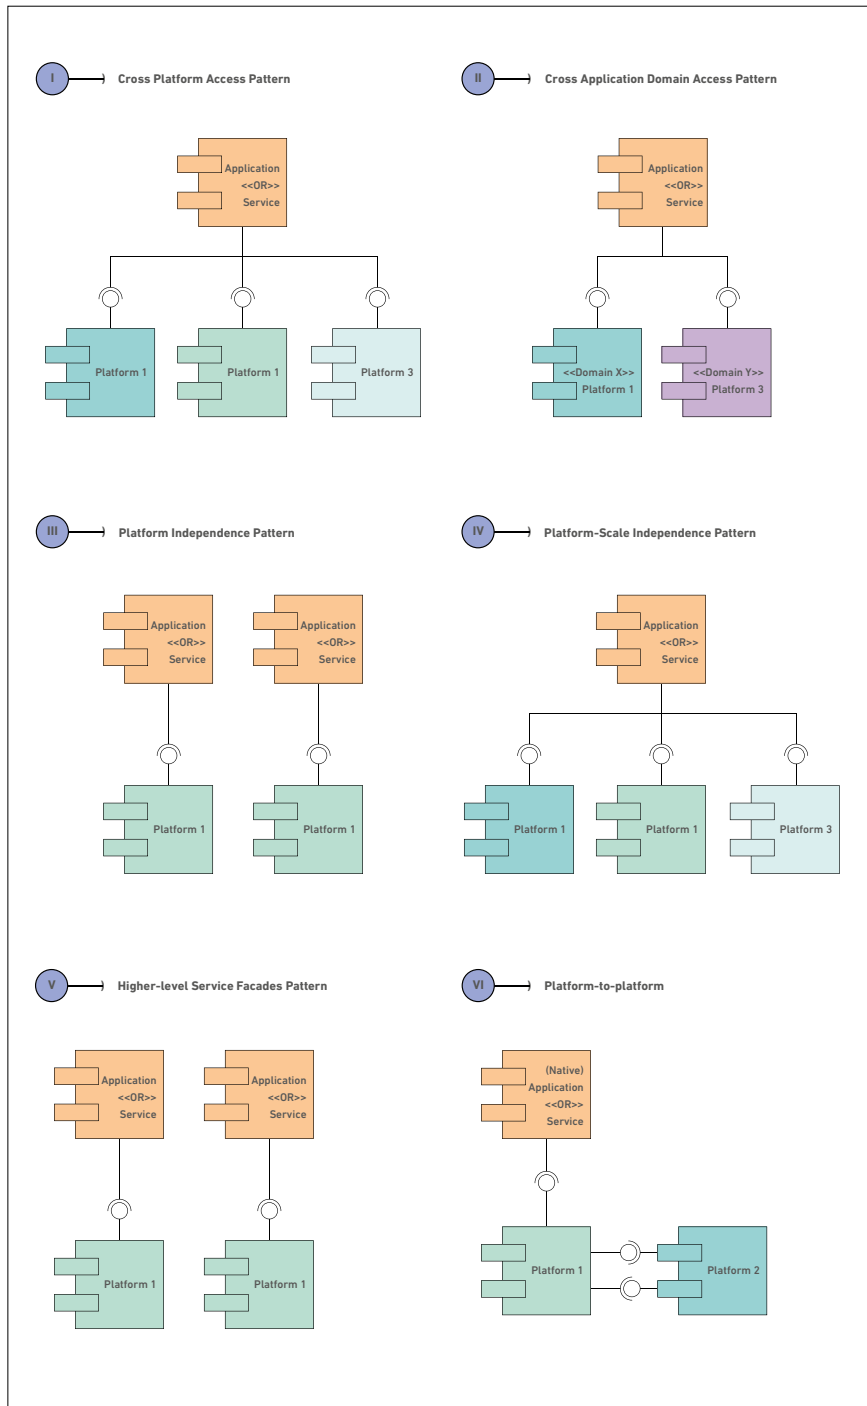 I
Cross Platform Access Pattern
II
Cross Application Domain Access Pattern
Application
<<OR>>
Service
Application
<<OR>>
Service
Platform 1
Platform 1
Platform 3
<<Domain X>>
Platform 1
<<Domain Y>>
Platform 3
III
Platform Independence Pattern
IV
Platform-Scale Independence Pattern
Application
<<OR>>
Service
Application
<<OR>>
Service
Application
<<OR>>
Service
Platform 1
Platform 1
Platform 1
Platform 1
Platform 3
V
Higher-level Service Facades Pattern
VI
Platform-to-platform
Application
<<OR>>
Service
Application
<<OR>>
Service
(Native)
Application
<<OR>>
Service
Platform 1
Platform 1
Platform 1
Platform 2